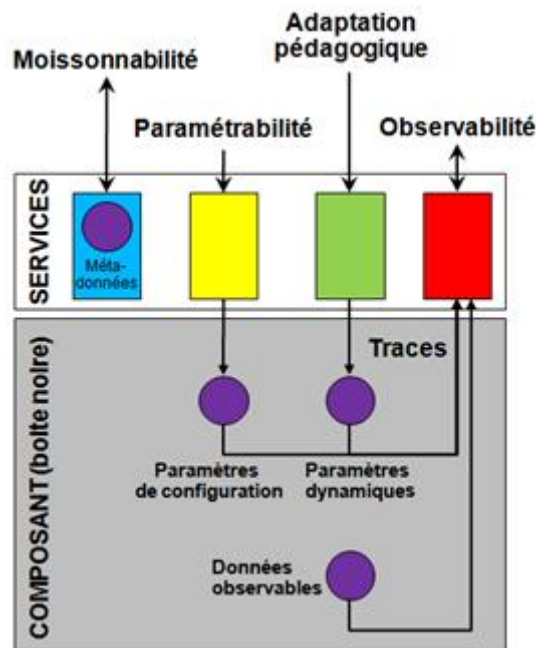 Adaptation
pédagogique
Moissonnabilité
Paramétrabilité
Observabilité
SERVICES
Méta-
données
COMPOSANT (boîte noire)
Traces
Paramètres
de configuration
Paramètres
dynamiques
Données
observables